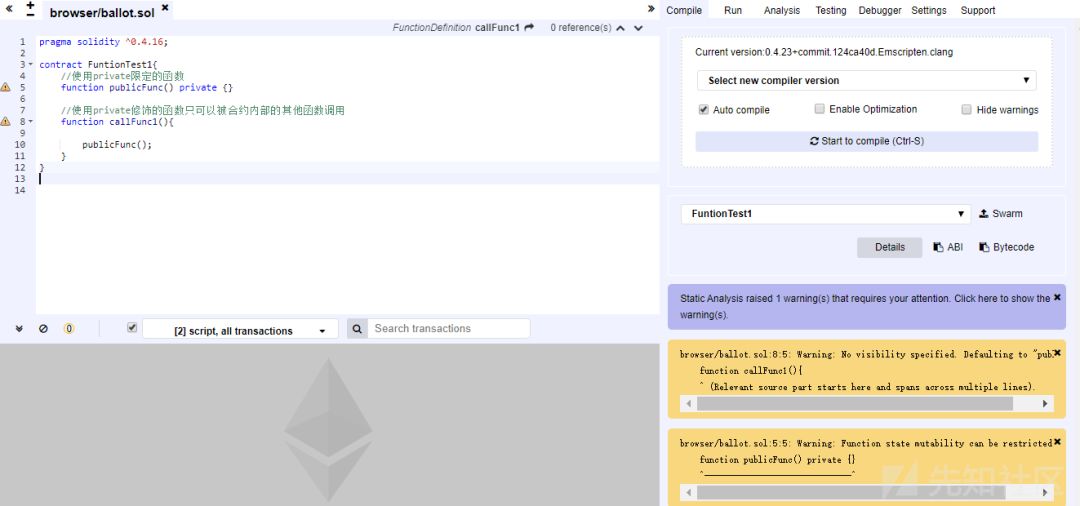 browser/ballot.sol
FunctionDefinition callFunc1 0 reference(s)
1 pragma solidity ^0.4.16;
2
3 contract FuntionTest1{
4 //使用private限定的函数
5 function publicFunc() private {}
6
7 //使用private修饰的函数只可以被合约内部的其他函数调用
8 function callFunc1(){
9
10 publicFunc();
11 }
12 }
13
14
0
[2] script, all transactions
Search transactions
Compile Run Analysis Testing Debugger Settings Support
Current version:0.4.23+commit.124ca40d.Emscripten.clang
Select new compiler version
Auto compile Enable Optimization Hide warnings
Start to compile (Ctrl-S)
FuntionTest1 Swarm
Details ABI Bytecode
Static Analysis raised 1 warning(s) that requires your attention. Click here to show the
warning(s).
browser/ballot.sol:8:5: Warning: No visibility specified. Defaulting to "pub
function callFunc1(){
^ (Relevant source part starts here and spans across multiple lines).
browser/ballot.sol:5:5: Warning: Function state mutability can be restricted
function publicFunc() private {}
^------------------------------^
先知社区